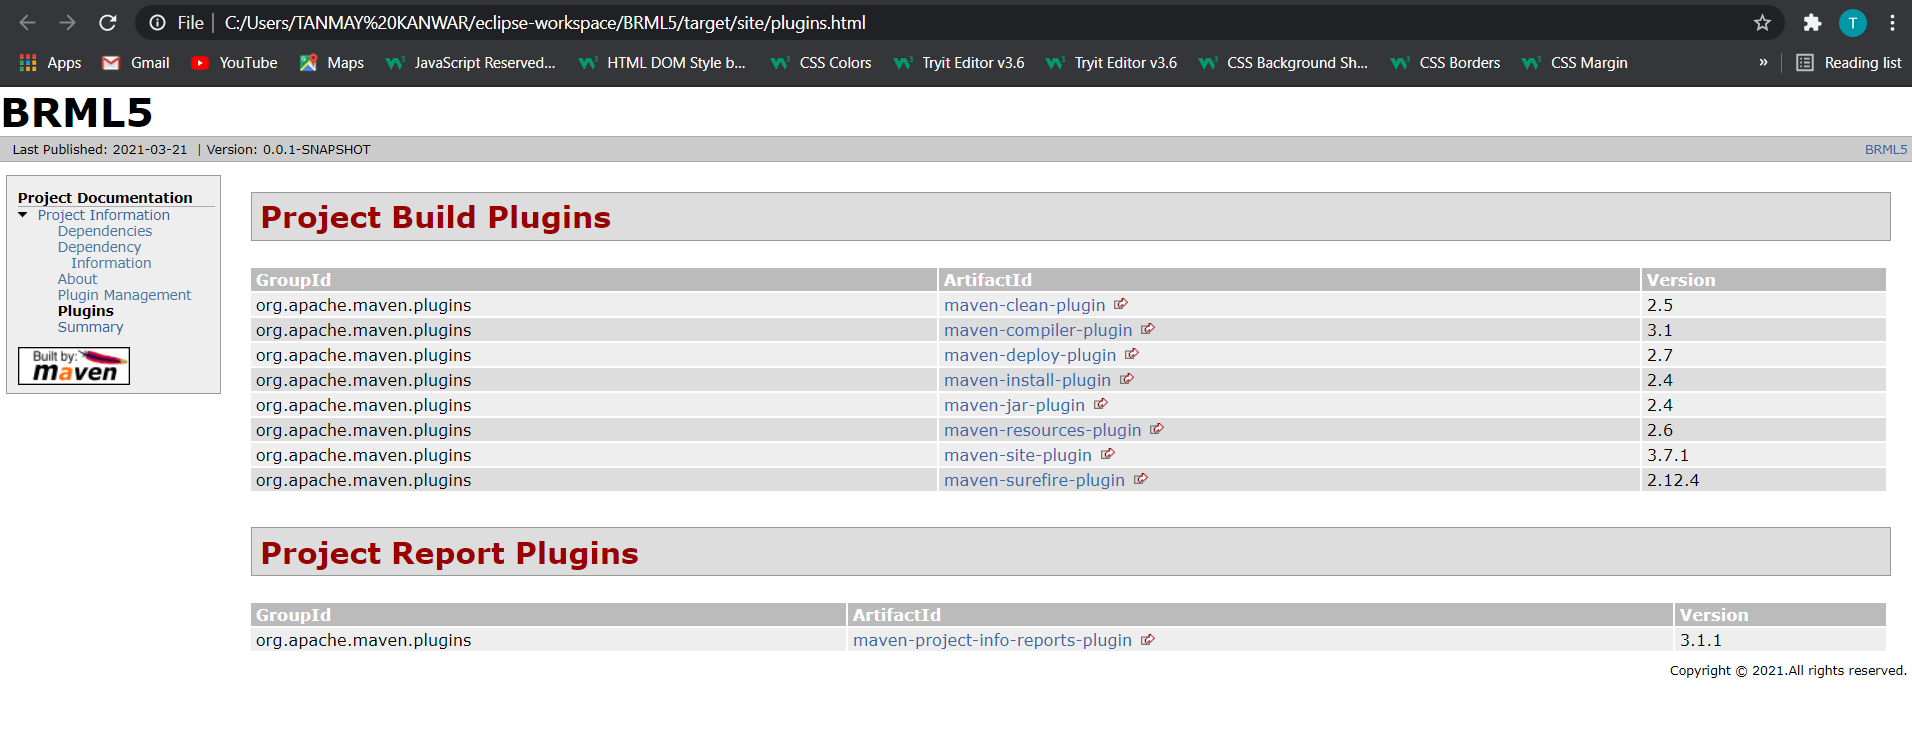 File | C:/Users/TANMAY%20KANWAR/eclipse-workspace/BRML5/target/site/plugins.html T
Apps Gmail YouTube Maps JavaScript Reserved... HTML DOM Style b... CSS Colors Tryit Editor v3.6 Tryit Editor v3.6 CSS Background Sh... CSS Borders CSS Margin » Reading list
BRML5
Last Published: 2021-03-21 | Version: 0.0.1-SNAPSHOT BRML5
Project Documentation
Project Information
Dependencies
Dependency
Information
About
Plugin Management
Plugins
Summary
Built by:
maven
Project Build Plugins
GroupId ArtifactId Version
org.apache.maven.plugins maven-clean-plugin 2.5
org.apache.maven.plugins maven-compiler-plugin 3.1
org.apache.maven.plugins maven-deploy-plugin 2.7
org.apache.maven.plugins maven-install-plugin 2.4
org.apache.maven.plugins maven-jar-plugin 2.4
org.apache.maven.plugins maven-resources-plugin 2.6
org.apache.maven.plugins maven-site-plugin 3.7.1
org.apache.maven.plugins maven-surefire-plugin 2.12.4
Project Report Plugins
GroupId ArtifactId Version
org.apache.maven.plugins maven-project-info-reports-plugin 3.1.1
Copyright © 2021.All rights reserved.